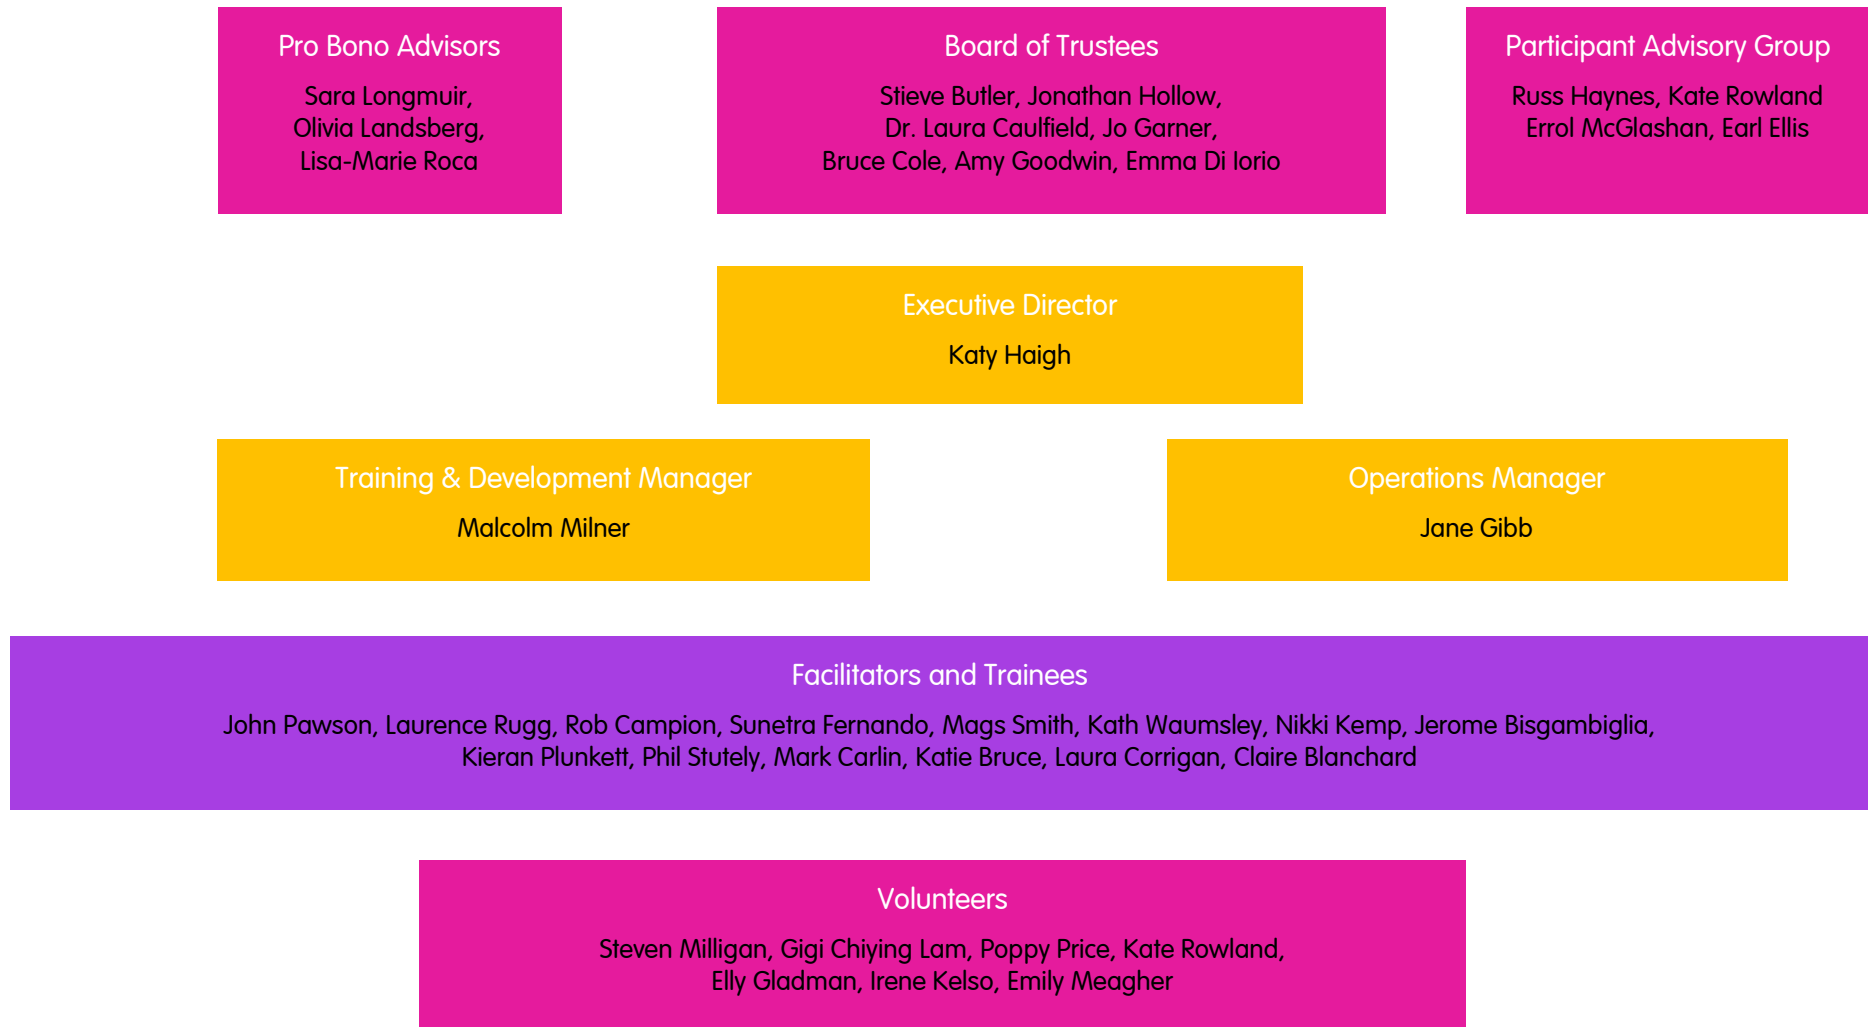 Pro Bono Advisors
Sara Longmuir,
Olivia Landsberg,
Lisa-Marie Roca
Board of Trustees
Stieve Butler, Jonathan Hollow,
Dr. Laura Caulfield, Jo Garner,
Bruce Cole, Amy Goodwin, Emma Di Iorio
Participant Advisory Group
Russ Haynes, Kate Rowland
Errol McGlashan, Earl Ellis
Executive Director
Katy Haigh
Training & Development Manager
Malcolm Milner
Operations Manager
Jane Gibb
Facilitators and Trainees
John Pawson, Laurence Rugg, Rob Campion, Sunetra Fernando, Mags Smith, Kath Waumsley, Nikki Kemp, Jerome Bisgambiglia,
Kieran Plunkett, Phil Stutely, Mark Carlin, Katie Bruce, Laura Corrigan, Claire Blanchard
Volunteers
Steven Milligan, Gigi Chiying Lam, Poppy Price, Kate Rowland,
Elly Gladman, Irene Kelso, Emily Meagher